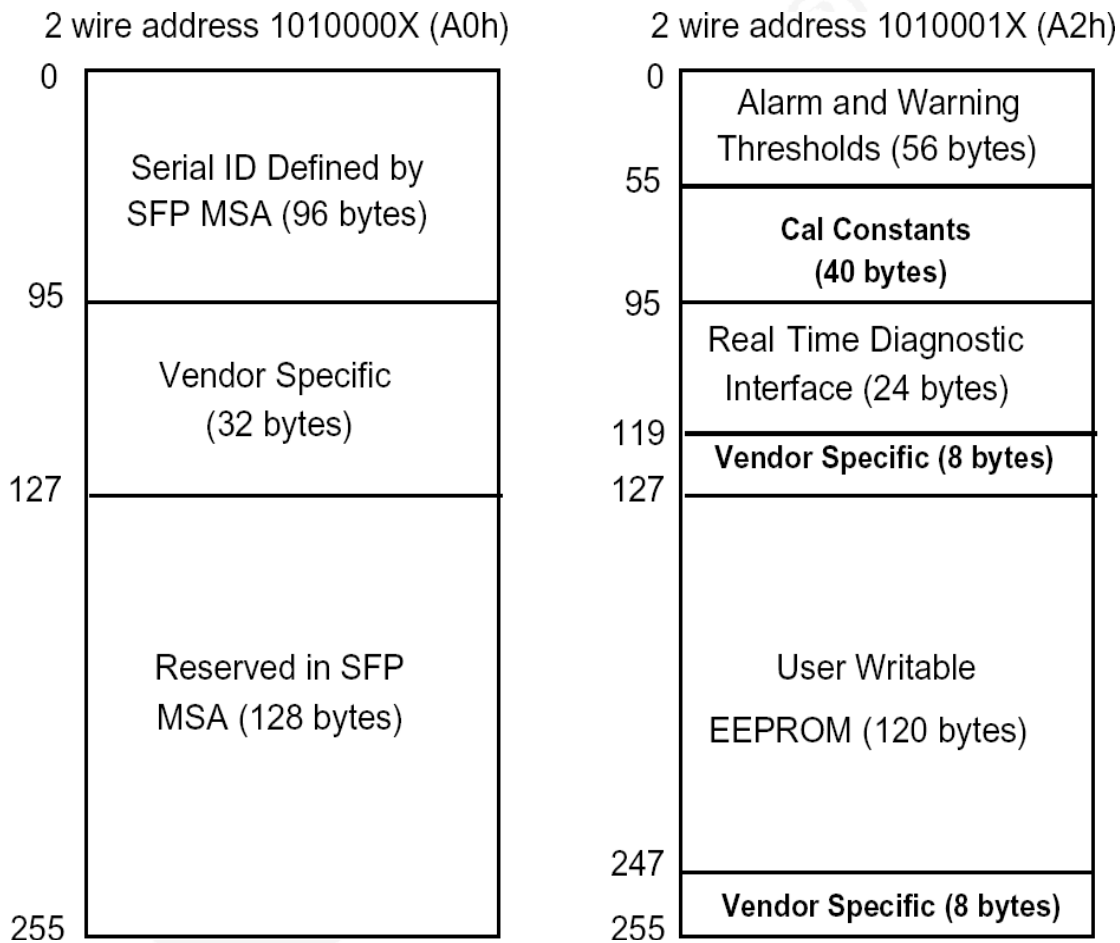 2 wire address 1010000X (A0h)
0
Serial ID Defined by
SFP MSA (96 bytes)
95
Vendor Specific
(32 bytes)
127
Reserved in SFP
MSA (128 bytes)
255
2 wire address 1010001X (A2h)
0
Alarm and Warning
Thresholds (56 bytes)
55
Cal Constants
(40 bytes)
95
Real Time Diagnostic
Interface (24 bytes)
119
Vendor Specific (8 bytes)
127
User Writable
EEPROM (120 bytes)
247
Vendor Specific (8 bytes)
255